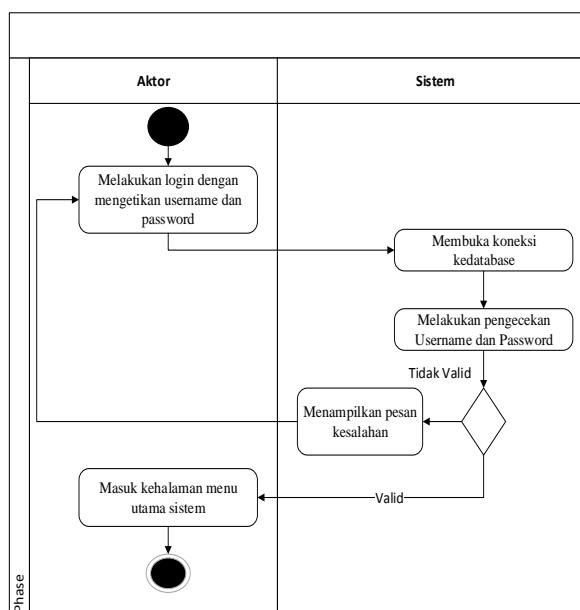 Aktor
Sistem
Melakukan login dengan
mengetikan username dan
password
Membuka koneksi
kedatabase
Melakukan pengecekan
Username dan Password
Tidak Valid
Menampilkan pesan
kesalahan
Masuk kehalaman menu
utama sistem
Valid
Phase